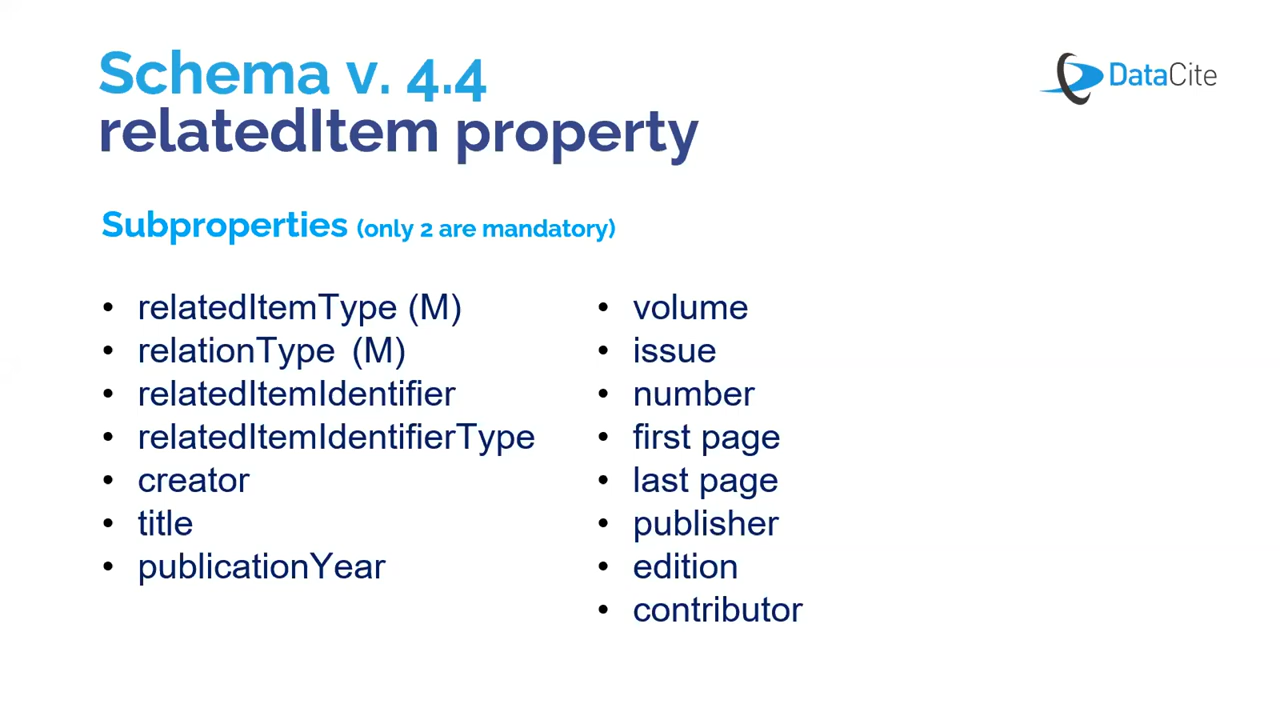 Schema v. 4.4
relatedItem property
DataCite
Subproperties (only 2 are mandatory)
• relatedItemType (M)
• relationType (M)
• relatedItemIdentifier
• relatedItemIdentifierType
• creator
• title
• publicationYear
• volume
• issue
• number
• first page
• last page
• publisher
• edition
• contributor